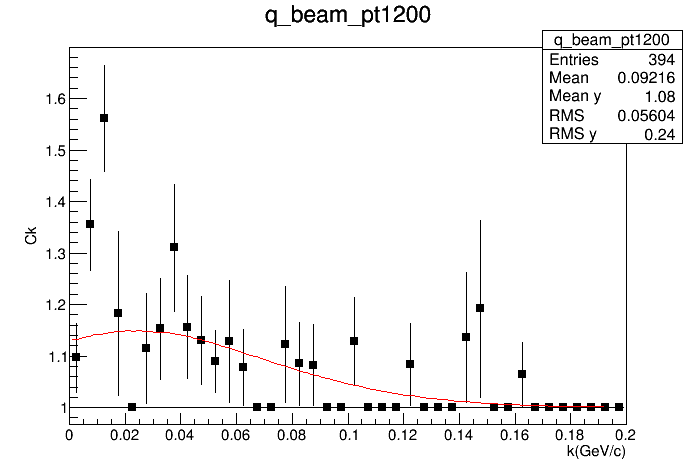 q_beam_pt1200
q_beam_pt1200
Entries 394
Mean 0.09216
Mean y 1.08
RMS 0.05604
RMS y 0.24
Ck
1.6
1.5
1.4
1.3
1.2
1.1
1
0 0.02 0.04 0.06 0.08 0.1 0.12 0.14 0.16 0.18 0.2
k(GeV/c)